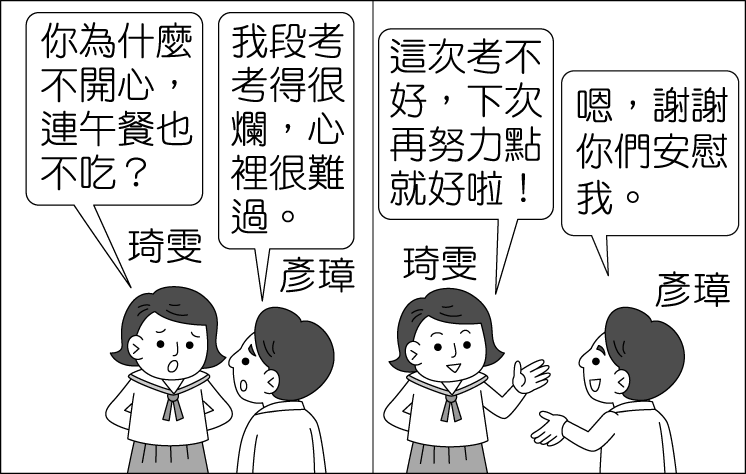 你為什麼
不開心，
連午餐也
不吃？
我段考
考得很
爛，心
裡很難
過。
琦雯
彥璋
這次考不
好，下次
再努力點
就好啦！
嗯，謝謝
你們安慰
我。
琦雯
彥璋